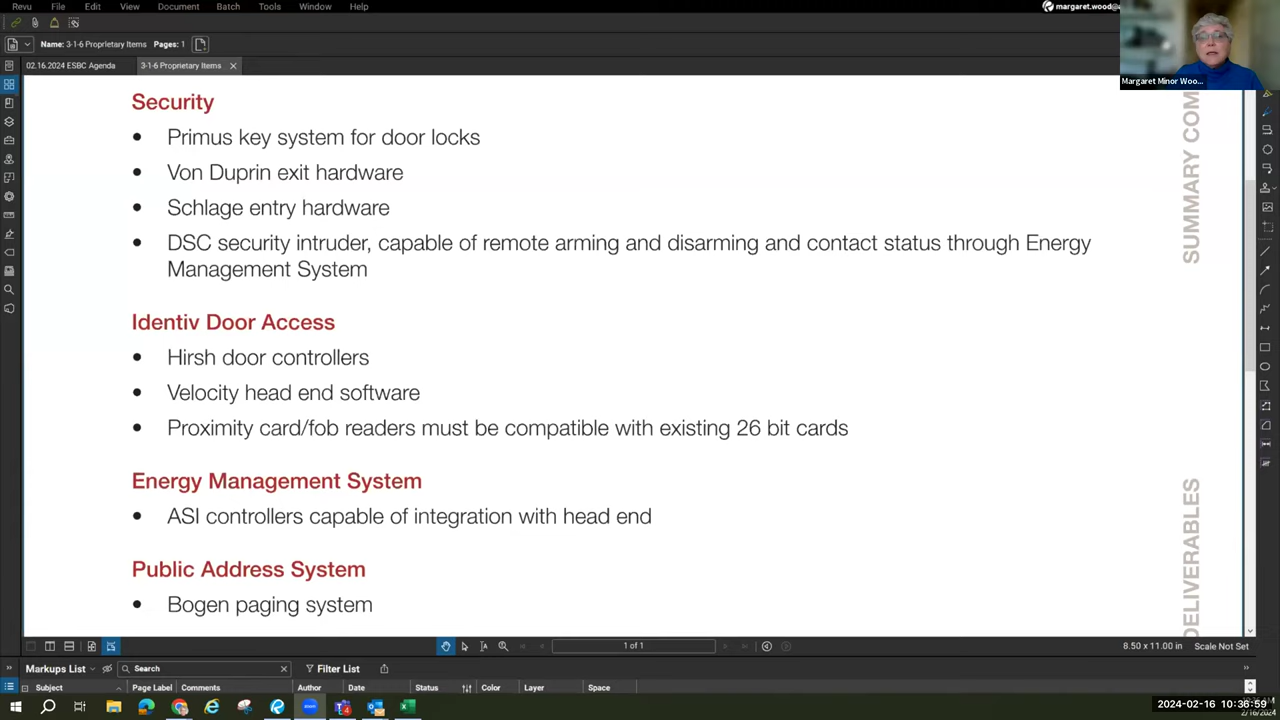 Revu File Edit View Document Batch Tools Window Help
margaret.wood@
Name: 3-1-6 Proprietary Items Pages: 1
02.16.2024 ESBC Agenda 3-1-6 Proprietary Items
Margaret Minor Woo...
Security
• Primus key system for door locks
• Von Duprin exit hardware
• Schlage entry hardware
• DSC security intruder, capable of remote arming and disarming and contact status through Energy
Management System
Identiv Door Access
• Hirsh door controllers
• Velocity head end software
• Proximity card/fob readers must be compatible with existing 26 bit cards
Energy Management System
• ASI controllers capable of integration with head end
Public Address System
• Bogen paging system
SUMMARY COM
DELIVERABLES
1 of 1
8.50 x 11.00 in Scale Not Set
Markups List Search Filter List
Subject Page Label Comments Author Date Status Color Layer Space
zoom
2024-02-16 10:36:59
2/16/2024